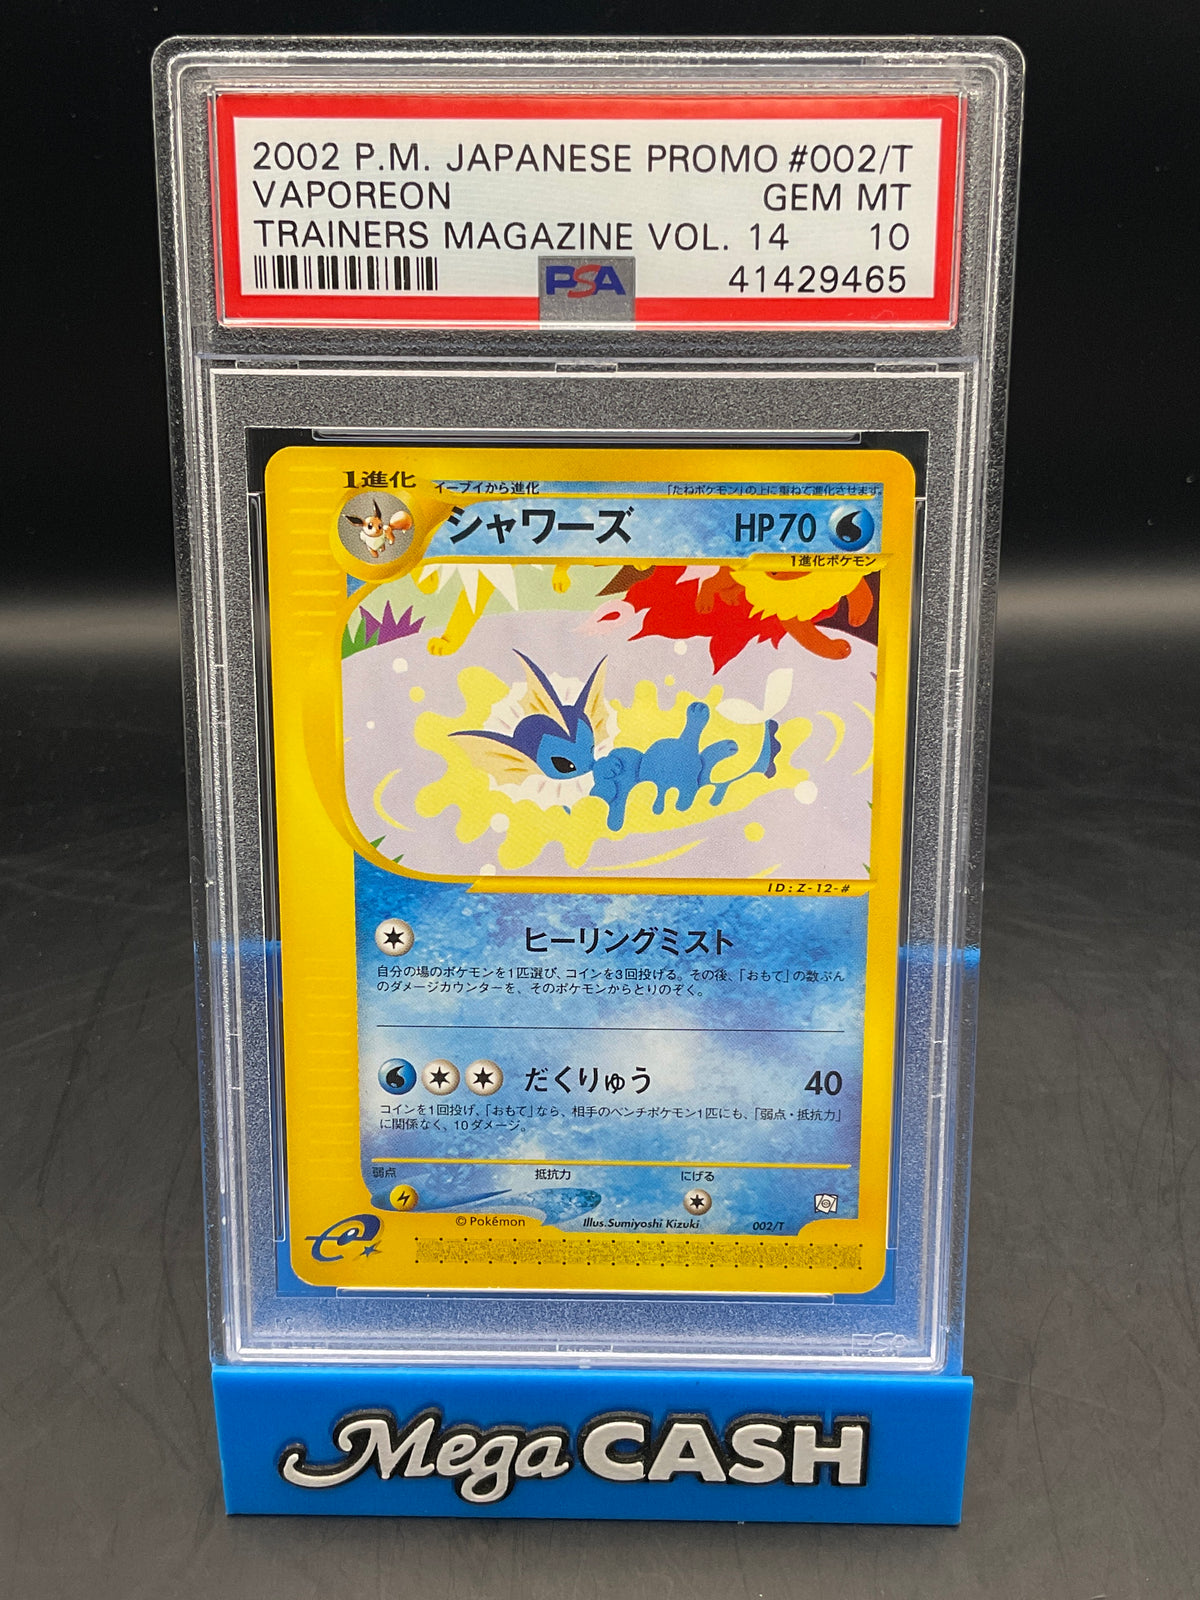 2002 P.M. JAPANESE PROMO #002/T
VAPOREON GEM MT
TRAINERS MAGAZINE VOL. 14 10
PSA 41429465
1進化 イーブイから進化 「たねポケモン」の上に重ねて進化させます。
シャワーズ HP70
1進化ポケモン
ID:Z-12-#
ヒーリングミスト
自分の場のポケモンを1匹選び、コインを3回投げる。その後、「おもて」の数ぶん
のダメージカウンターを、そのポケモンからとりのぞく。
だくりゅう 40
コインを1回投げ、「おもて」なら、相手のベンチポケモン1匹にも、「弱点・抵抗力」
に関係なく、10ダメージ。
弱点 抵抗力 にげる
© Pokémon Illus.Sumiyoshi Kizuki 002/T
e
Mega CASH